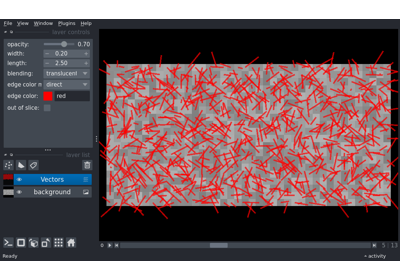 File View Window Plugins Help
layer controls
opacity: 0.70
width: 0.20
length: 2.50
blending: translucent
edge color m direct
edge color: red
out of slice:
layer list
Vectors
background
0 5 13
Ready activity